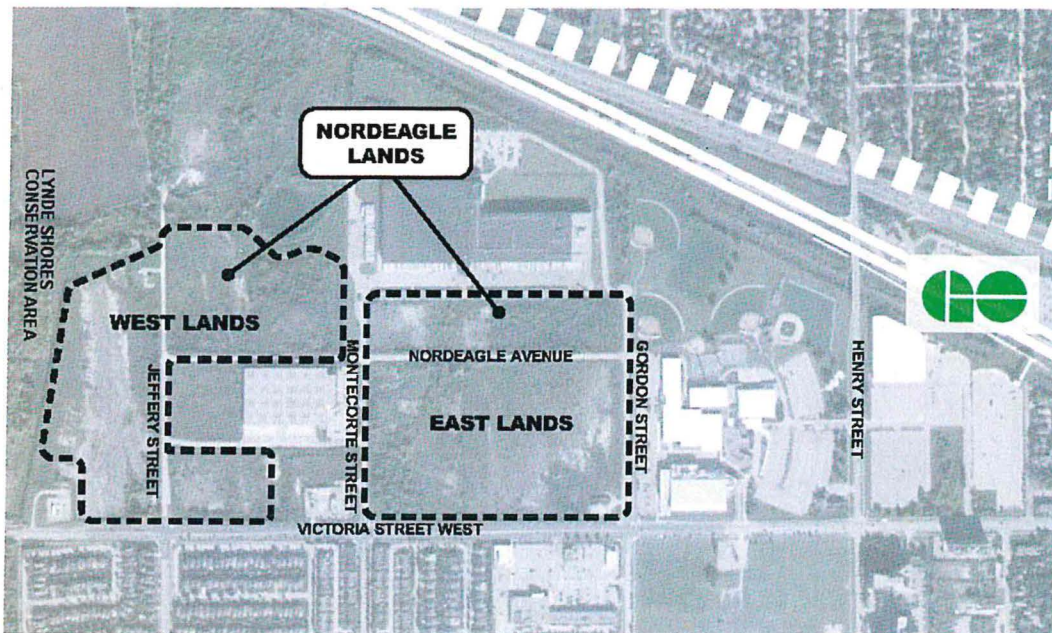 NORDEAGLE
LANDS
LYNDE SHORES
CONSERVATION AREA
WEST LANDS
JEFFERY STREET
MONTECORTE STREET
NORDEAGLE AVENUE
EAST LANDS
GORDON STREET
HENRY STREET
GO
VICTORIA STREET WEST